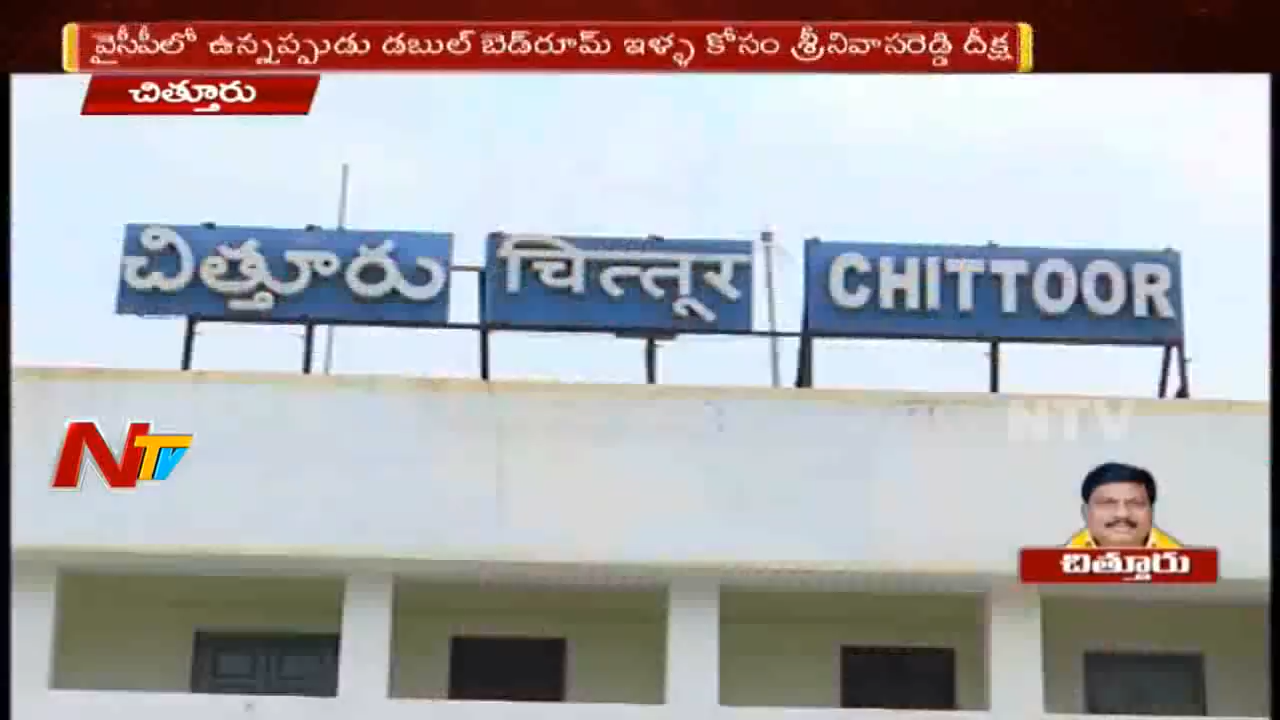 వైసీపీలో ఉన్నప్పుడు డబుల్ బెడ్‌రూమ్ ఇళ్ళ కోసం శ్రీనివాసరెడ్డి దీక్ష
చిత్తూరు
చిత్తూరు चित्तूर CHITTOOR
NTV
NTV
చిత్తూరు